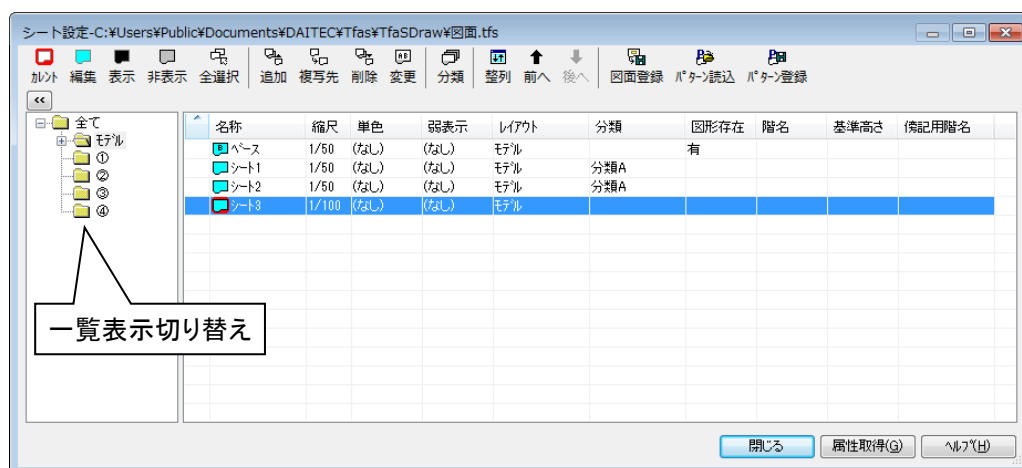 シート設定-C:¥Users¥Public¥Documents¥DAITEC¥Tfas¥TfaSDraw¥図面.tfs
ｶﾚﾝﾄ 編集 表示 非表示 全選択 追加 複写先 削除 変更 分類 整列 前へ 後へ 図面登録 ﾊﾟﾀｰﾝ読込 ﾊﾟﾀｰﾝ登録
<<
全て
ﾓﾃﾞﾙ
①
②
③
④
名称 縮尺 単色 弱表示 ﾚｲｱｳﾄ 分類 図形存在 階名 基準高さ 傍記用階名
B ﾍﾞｰｽ 1/50 (なし) (なし) ﾓﾃﾞﾙ 有
ｼｰﾄ1 1/50 (なし) (なし) ﾓﾃﾞﾙ 分類A
ｼｰﾄ2 1/50 (なし) (なし) ﾓﾃﾞﾙ 分類A
ｼｰﾄ3 1/100 (なし) (なし) ﾓﾃﾞﾙ
一覧表示切り替え
閉じる 属性取得(G) ﾍﾙﾌﾟ(H)